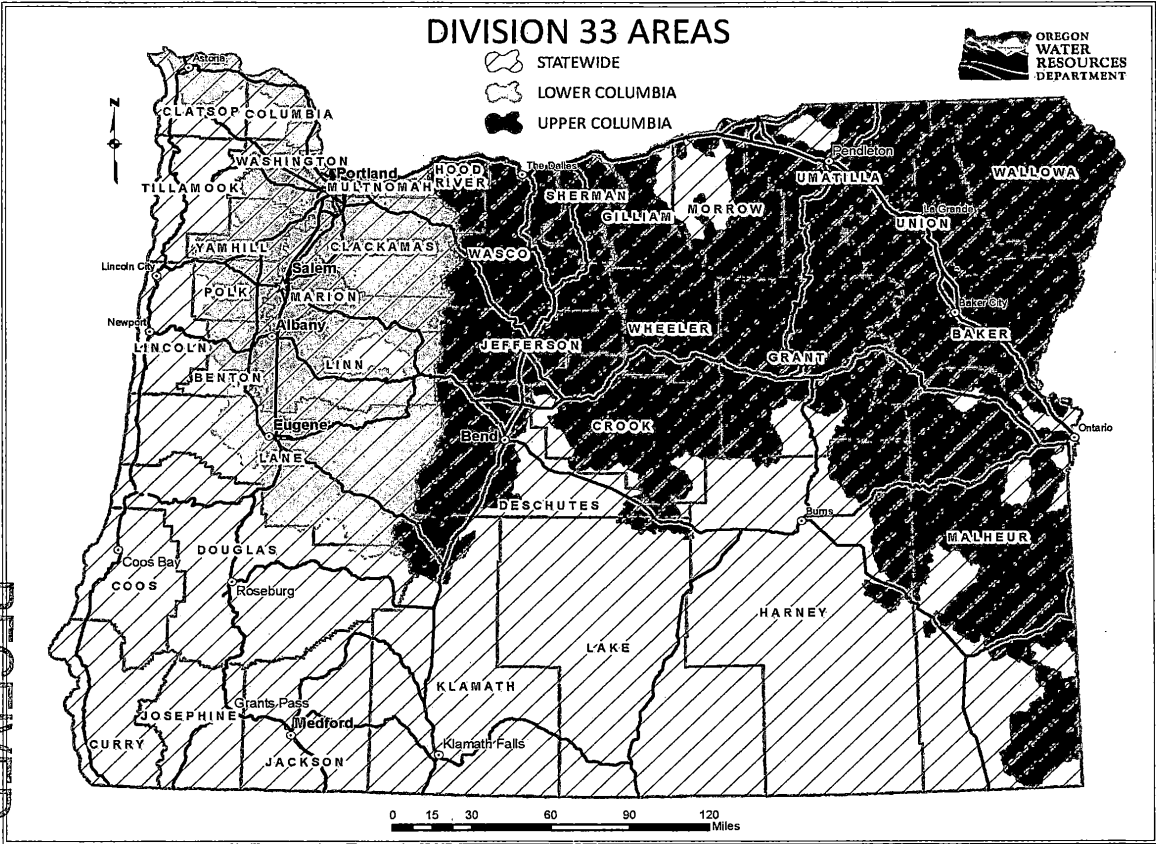 DIVISION 33 AREAS
STATEWIDE
LOWER COLUMBIA
UPPER COLUMBIA
OREGON
WATER
RESOURCES
DEPARTMENT
N
Astoria
CLATSOP
COLUMBIA
WASHINGTON
Portland
MULTNOMAH
HOOD
RIVER
The Dalles
SHERMAN
GILLIAM
MORROW
Pendleton
UMATILLA
WALLOWA
La Grande
UNION
TILLAMOOK
YAMHILL
CLACKAMAS
WASCO
Lincoln City
Salem
POLK
MARION
Baker City
BAKER
Newport
Albany
LINCOLN
LINN
JEFFERSON
WHEELER
GRANT
BENTON
Eugene
LANE
Bend
CROOK
Ontario
DESCHUTES
Burns
MALHEUR
DOUGLAS
Coos Bay
COOS
Roseburg
HARNEY
LAKE
KLAMATH
Grants Pass
JOSEPHINE
Medford
CURRY
JACKSON
Klamath Falls
0 15 30 60 90 120
Miles